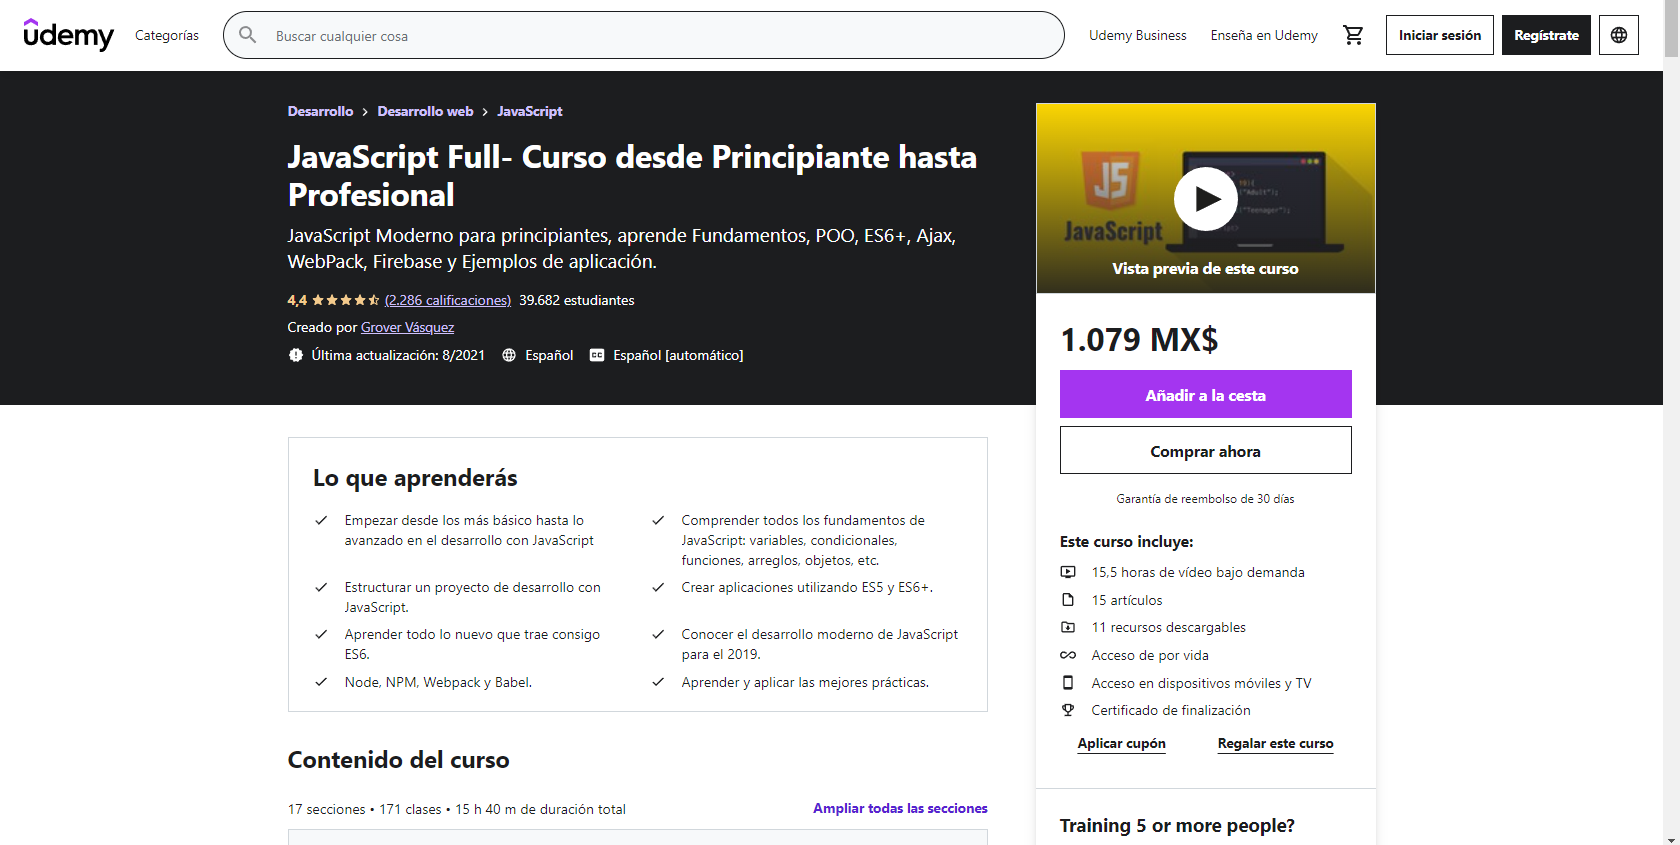 udemy
Categorías
Buscar cualquier cosa
Udemy Business
Enseña en Udemy
Iniciar sesión
Regístrate
Desarrollo > Desarrollo web > JavaScript
JavaScript Full- Curso desde Principiante hasta
Profesional
JavaScript Moderno para principiantes, aprende Fundamentos, POO, ES6+, Ajax,
WebPack, Firebase y Ejemplos de aplicación.
4,4 (2.286 calificaciones) 39.682 estudiantes
Creado por Grover Vásquez
Última actualización: 8/2021 Español CC Español [automático]
JS
JavaScript
"Adult");
"Teenager");
Vista previa de este curso
1.079 MX$
Añadir a la cesta
Comprar ahora
Garantía de reembolso de 30 días
Este curso incluye:
15,5 horas de vídeo bajo demanda
15 artículos
11 recursos descargables
Acceso de por vida
Acceso en dispositivos móviles y TV
Certificado de finalización
Aplicar cupón
Regalar este curso
Training 5 or more people?
Lo que aprenderás
Empezar desde los más básico hasta lo
avanzado en el desarrollo con JavaScript
Comprender todos los fundamentos de
JavaScript: variables, condicionales,
funciones, arreglos, objetos, etc.
Estructurar un proyecto de desarrollo con
JavaScript.
Crear aplicaciones utilizando ES5 y ES6+.
Aprender todo lo nuevo que trae consigo
ES6.
Conocer el desarrollo moderno de JavaScript
para el 2019.
Node, NPM, Webpack y Babel.
Aprender y aplicar las mejores prácticas.
Contenido del curso
17 secciones • 171 clases • 15 h 40 m de duración total
Ampliar todas las secciones